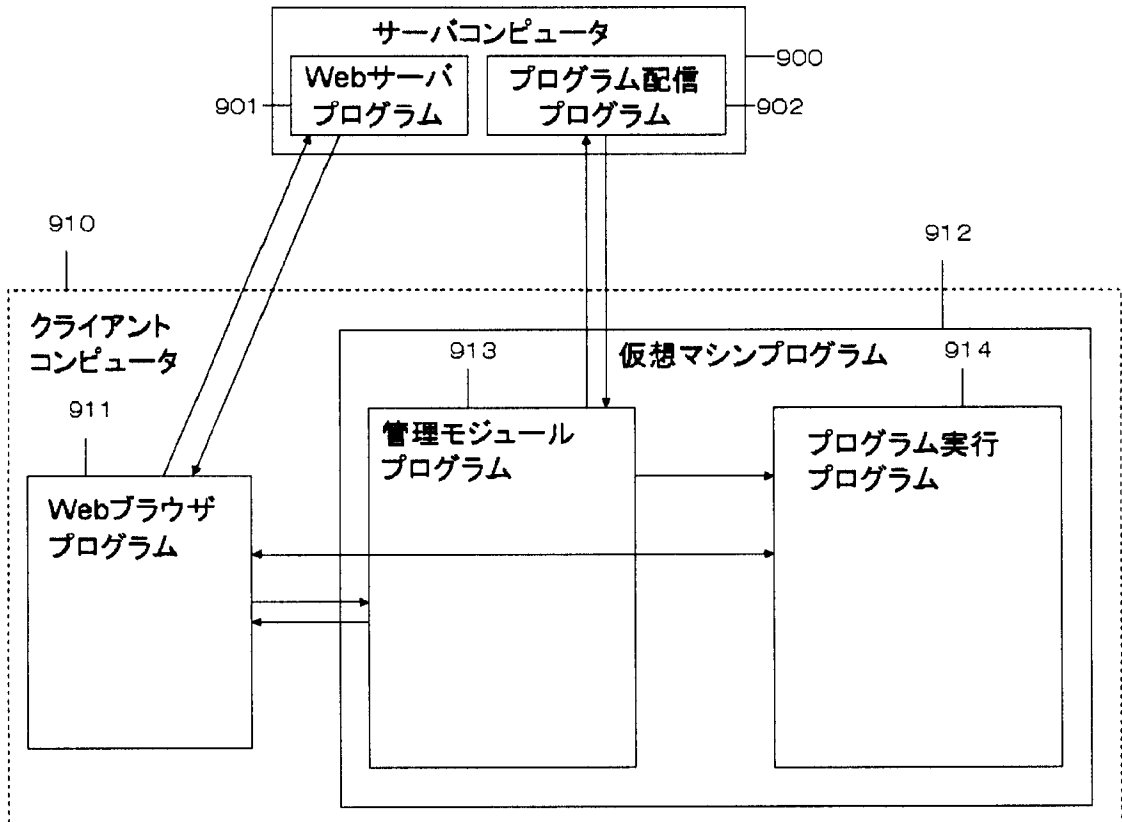 サーバコンピュータ
900
Webサーバ
プログラム
901
プログラム配信
プログラム
902
910
912
クライアント
コンピュータ
仮想マシンプログラム
913
914
911
管理モジュール
プログラム
プログラム実行
プログラム
Webブラウザ
プログラム